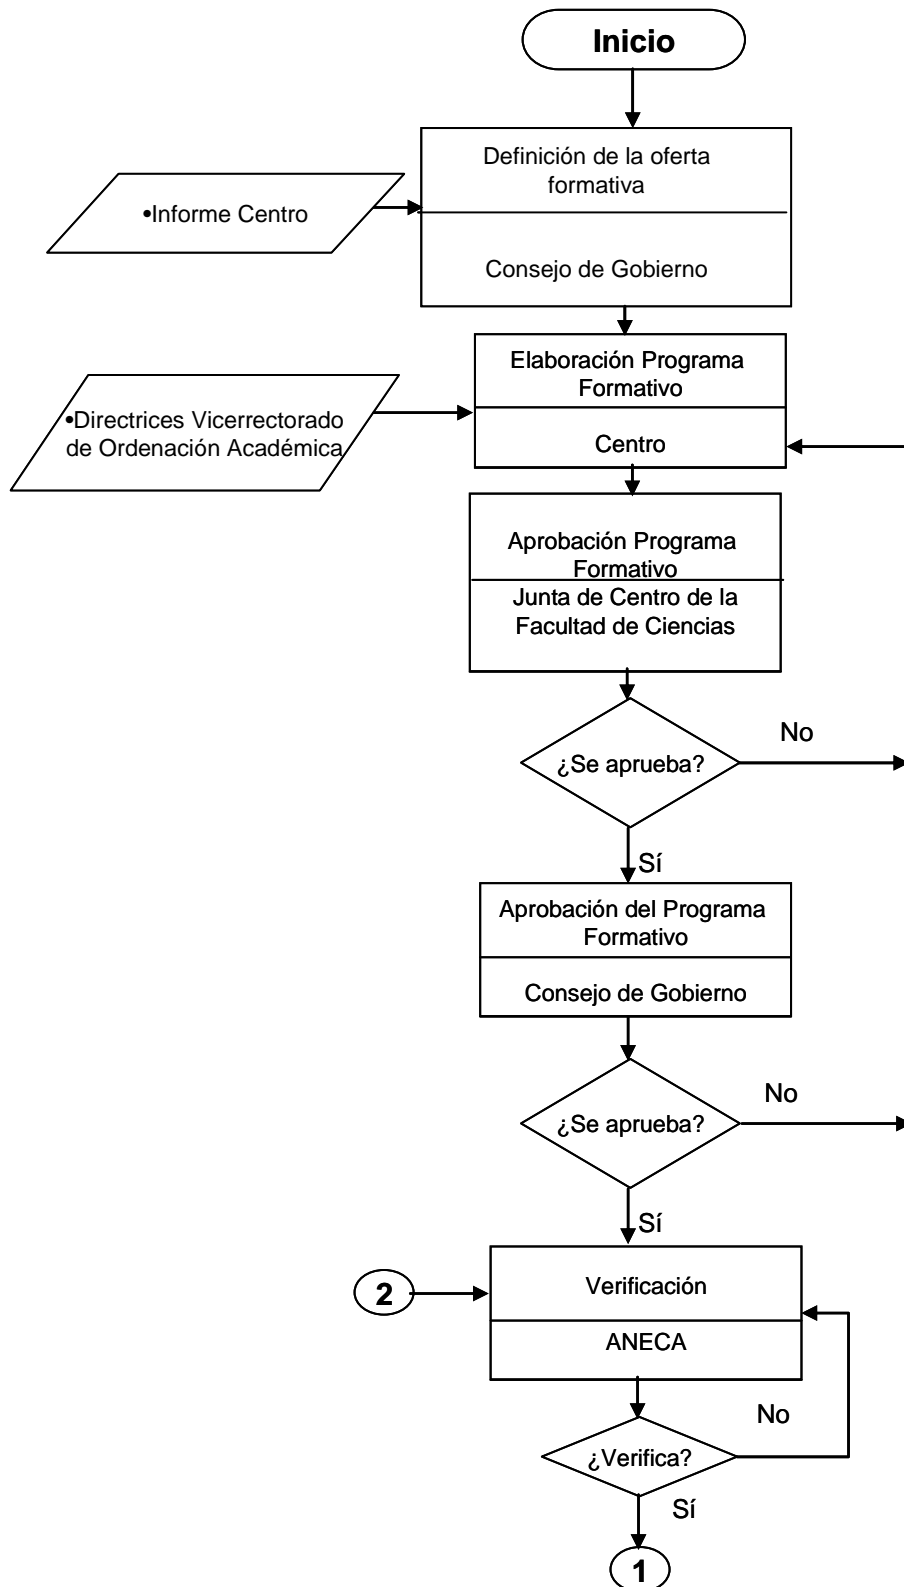 Inicio
Definición de la oferta
formativa
•Informe Centro
Consejo de Gobierno
Elaboración Programa
Formativo
•Directrices Vicerrectorado
de Ordenación Académica
Centro
Aprobación Programa
Formativo
Junta de Centro de la
Facultad de Ciencias
No
¿Se aprueba?
Sí
Aprobación del Programa
Formativo
Consejo de Gobierno
No
¿Se aprueba?
Sí
2
Verificación
ANECA
No
¿Verifica?
Sí
1